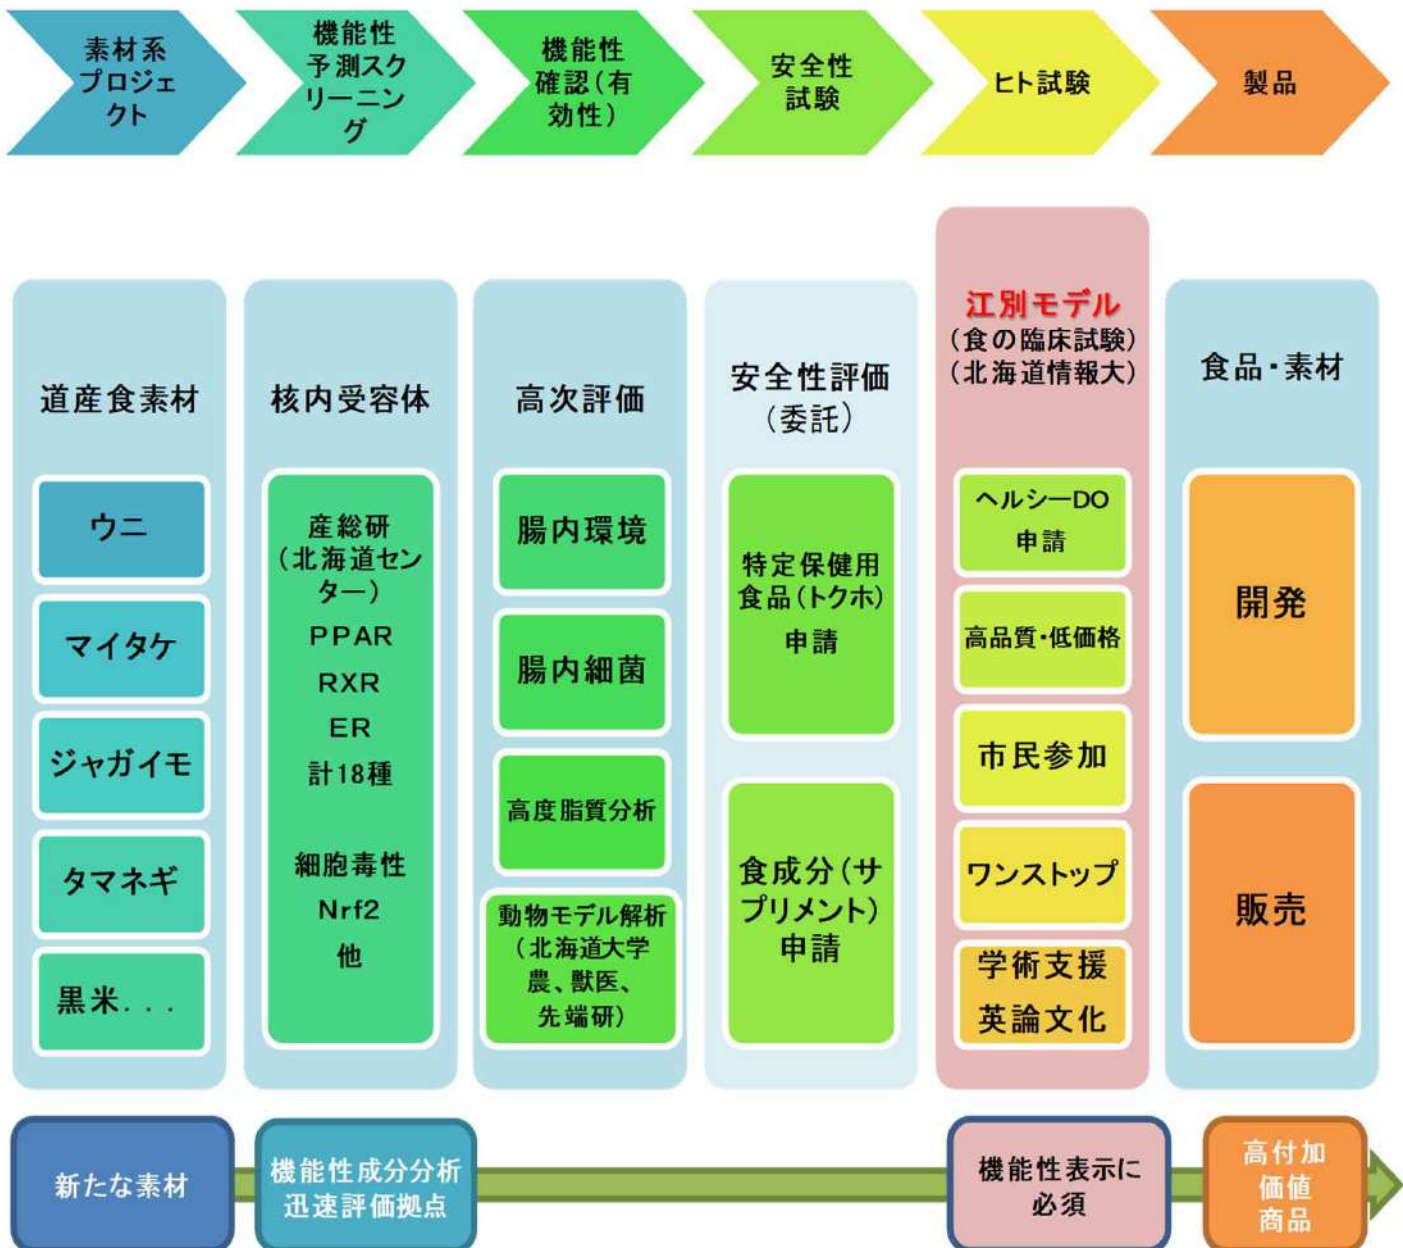 素材系
プロジェ
クト
機能性
予測スク
リーニン
グ
機能性
確認(有
効性)
安全性
試験
ヒト試験
製品
道産食素材
ウニ
マイタケ
ジャガイモ
タマネギ
黒米...
核内受容体
産総研
(北海道セン
ター)
PPAR
RXR
ER
計18種
細胞毒性
Nrf2
他
高次評価
腸内環境
腸内細菌
高度脂質分析
動物モデル解析
(北海道大学
農、獣医、
先端研)
安全性評価
(委託)
特定保健用
食品(トクホ)
申請
食成分(サ
プリメント)
申請
江別モデル
(食の臨床試験)
(北海道情報大)
ヘルシーDO
申請
高品質・低価格
市民参加
ワンストップ
学術支援
英論文化
食品・素材
開発
販売
新たな素材
機能性成分分析
迅速評価拠点
機能性表示に
必須
高付加
価値
商品